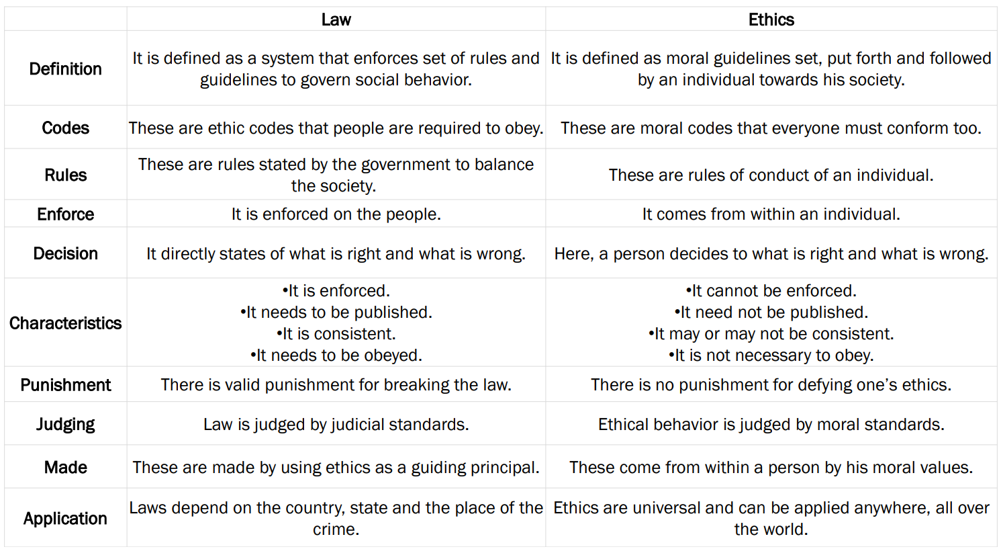 Law
Ethics
Definition
It is defined as a system that enforces set of rules and
guidelines to govern social behavior.
It is defined as moral guidelines set, put forth and followed
by an individual towards his society.
Codes
These are ethic codes that people are required to obey.
These are moral codes that everyone must conform too.
Rules
These are rules stated by the government to balance
the society.
These are rules of conduct of an individual.
Enforce
It is enforced on the people.
It comes from within an individual.
Decision
It directly states of what is right and what is wrong.
Here, a person decides to what is right and what is wrong.
Characteristics
•It is enforced.
•It needs to be published.
•It is consistent.
•It needs to be obeyed.
•It cannot be enforced.
•It need not be published.
•It may or may not be consistent.
•It is not necessary to obey.
Punishment
There is valid punishment for breaking the law.
There is no punishment for defying one’s ethics.
Judging
Law is judged by judicial standards.
Ethical behavior is judged by moral standards.
Made
These are made by using ethics as a guiding principal.
These come from within a person by his moral values.
Application
Laws depend on the country, state and the place of the
crime.
Ethics are universal and can be applied anywhere, all over
the world.